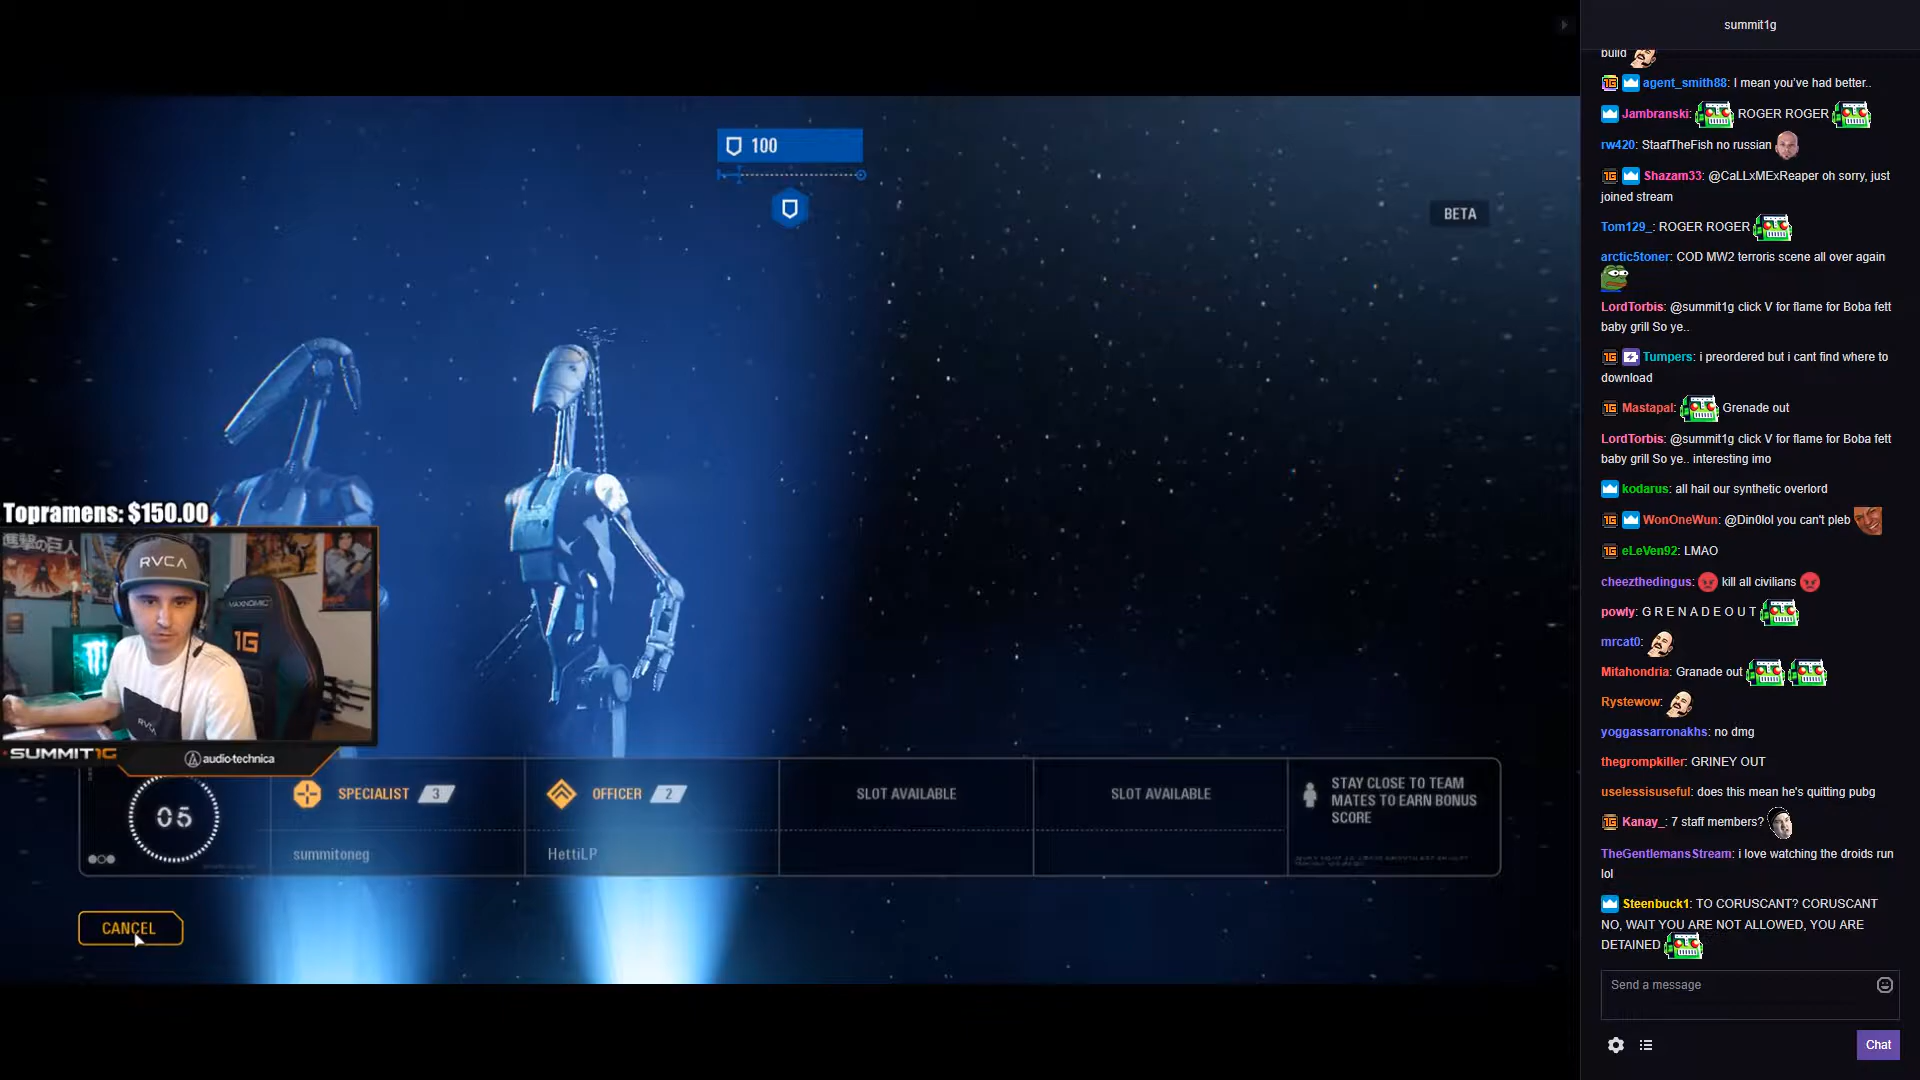 100
BETA
Topramens: $150.00
進撃の巨人
RVCA
MAXNOMIC
1G
RVCA
SUMMIT1G
audio-technica
05
SPECIALIST 3
summitoneg
OFFICER 2
HettiLP
SLOT AVAILABLE
SLOT AVAILABLE
STAY CLOSE TO TEAM
MATES TO EARN BONUS
SCORE
CANCEL
summit1g
build
agent_smith88: I mean you've had better..
Jambranski: ROGER ROGER
rw420: StaafTheFish no russian
Shazam33: @CaLLxMExReaper oh sorry, just
joined stream
Tom129_: ROGER ROGER
arctic5toner: COD MW2 terroris scene all over again
LordTorbis: @summit1g click V for flame for Boba fett
baby grill So ye..
Tumpers: i preordered but i cant find where to
download
Mastapal: Grenade out
LordTorbis: @summit1g click V for flame for Boba fett
baby grill So ye.. interesting imo
kodarus: all hail our synthetic overlord
WonOneWun: @Din0lol you can't pleb
eLeVen92: LMAO
cheezthedingus: kill all civilians
powly: G R E N A D E O U T
mrcat0:
Mitahondria: Granade out
Rystewow:
yoggassarronakhs: no dmg
thegrompkiller: GRINEY OUT
uselessisuseful: does this mean he's quitting pubg
Kanay_: 7 staff members?
TheGentlemansStream: i love watching the droids run
lol
Steenbuck1: TO CORUSCANT? CORUSCANT
NO, WAIT YOU ARE NOT ALLOWED, YOU ARE
DETAINED
Send a message
Chat